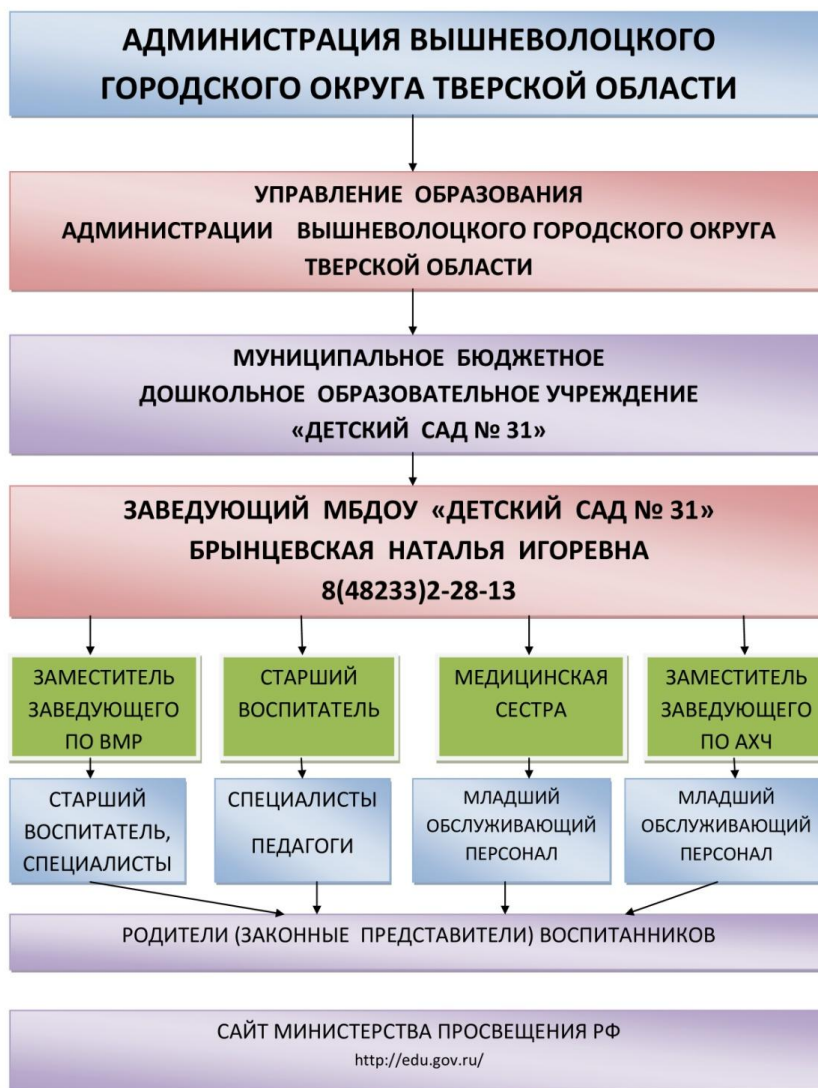 АДМИНИСТРАЦИЯ ВЫШНЕВОЛОЦКОГО
ГОРОДСКОГО ОКРУГА ТВЕРСКОЙ ОБЛАСТИ
УПРАВЛЕНИЕ ОБРАЗОВАНИЯ
АДМИНИСТРАЦИИ ВЫШНЕВОЛОЦКОГО ГОРОДСКОГО ОКРУГА
ТВЕРСКОЙ ОБЛАСТИ
МУНИЦИПАЛЬНОЕ БЮДЖЕТНОЕ
ДОШКОЛЬНОЕ ОБРАЗОВАТЕЛЬНОЕ УЧРЕЖДЕНИЕ
«ДЕТСКИЙ САД № 31»
ЗАВЕДУЮЩИЙ МБДОУ «ДЕТСКИЙ САД № 31»
БРЫНЦЕВСКАЯ НАТАЛЬЯ ИГОРЕВНА
8(48233)2-28-13
ЗАМЕСТИТЕЛЬ
ЗАВЕДУЮЩЕГО
ПО ВМР
СТАРШИЙ
ВОСПИТАТЕЛЬ
МЕДИЦИНСКАЯ
СЕСТРА
ЗАМЕСТИТЕЛЬ
ЗАВЕДУЮЩЕГО
ПО АХЧ
СТАРШИЙ
ВОСПИТАТЕЛЬ,
СПЕЦИАЛИСТЫ
СПЕЦИАЛИСТЫ
ПЕДАГОГИ
МЛАДШИЙ
ОБСЛУЖИВАЮЩИЙ
ПЕРСОНАЛ
МЛАДШИЙ
ОБСЛУЖИВАЮЩИЙ
ПЕРСОНАЛ
РОДИТЕЛИ (ЗАКОННЫЕ ПРЕДСТАВИТЕЛИ) ВОСПИТАННИКОВ
САЙТ МИНИСТЕРСТВА ПРОСВЕЩЕНИЯ РФ
http://edu.gov.ru/